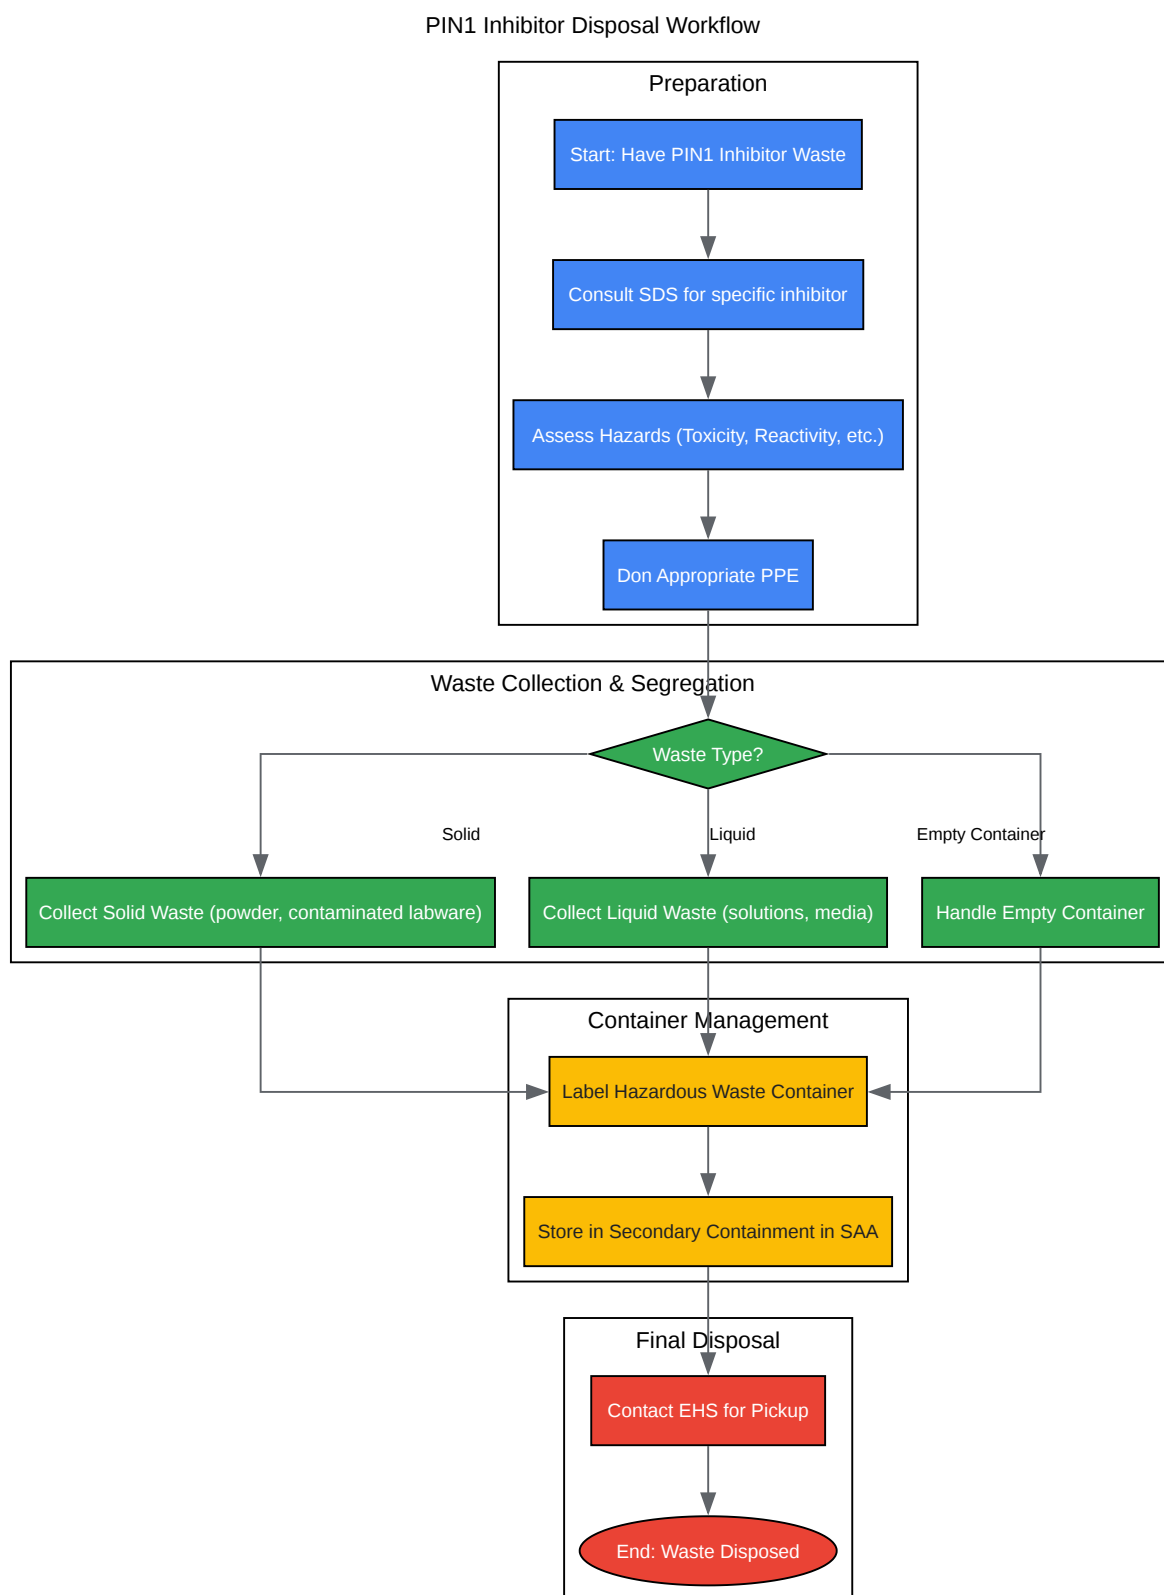 PIN1 Inhibitor Disposal Workflow
Preparation
Start: Have PIN1 Inhibitor Waste
Consult SDS for specific inhibitor
Assess Hazards (Toxicity, Reactivity, etc.)
Don Appropriate PPE
Waste Collection & Segregation
Waste Type?
Solid
Liquid
Empty Container
Collect Solid Waste (powder, contaminated labware)
Collect Liquid Waste (solutions, media)
Handle Empty Container
Container Management
Label Hazardous Waste Container
Store in Secondary Containment in SAA
Final Disposal
Contact EHS for Pickup
End: Waste Disposed